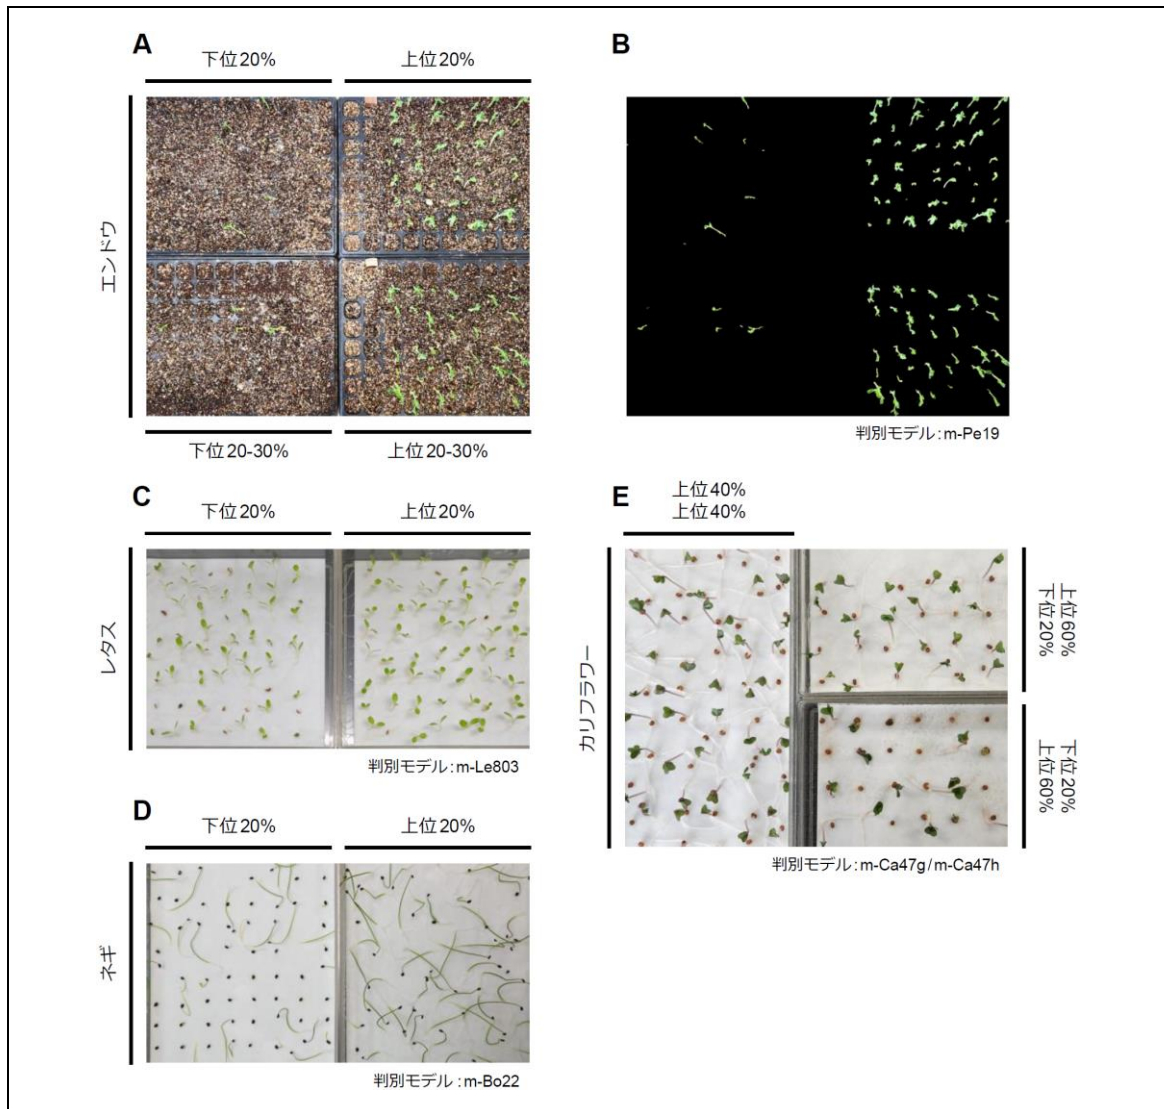 A
下位20%
上位20%
エンドウ
下位20-30%
上位20-30%
B
判別モデル：m-Pe19
C
下位20%
上位20%
レタス
判別モデル：m-Le803
D
下位20%
上位20%
ネギ
判別モデル：m-Bo22
E
上位40%
上位40%
カリフラワー
上位60%
下位20%
下位20%
上位60%
判別モデル：m-Ca47g/m-Ca47h